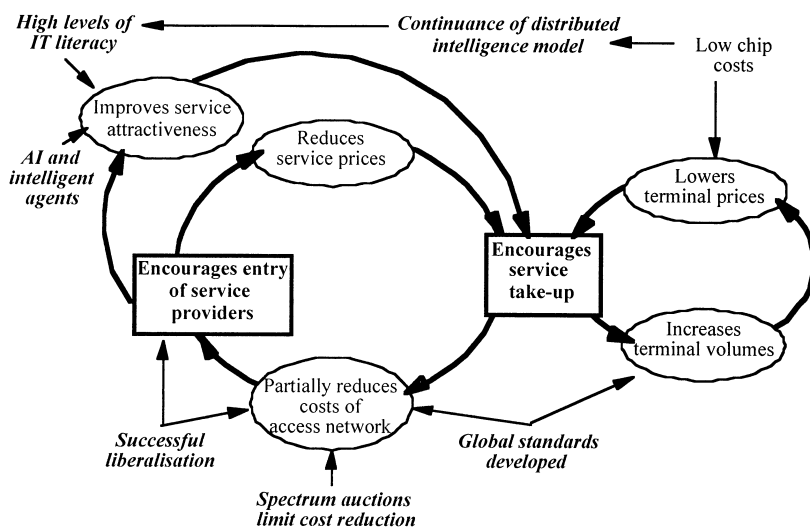 High levels of
IT literacy
Continuance of distributed
intelligence model
Low chip
costs
Improves service
attractiveness
Reduces
service prices
AI and
intelligent
agents
Lowers
terminal prices
Encourages entry
of service
providers
Encourages
service
take-up
Increases
terminal volumes
Partially reduces
costs of
access network
Successful
liberalisation
Global standards
developed
Spectrum auctions
limit cost reduction